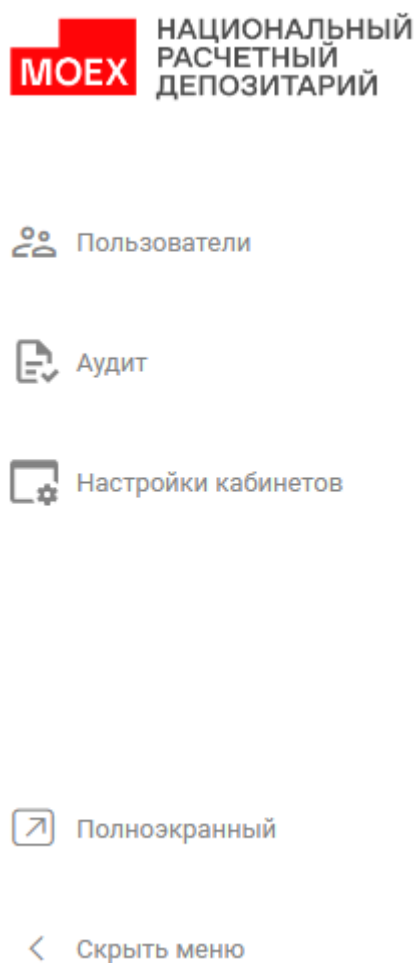 MOEX
НАЦИОНАЛЬНЫЙ
РАСЧЕТНЫЙ
ДЕПОЗИТАРИЙ
Пользователи
Аудит
Настройки кабинетов
Полноэкранный
Скрыть меню